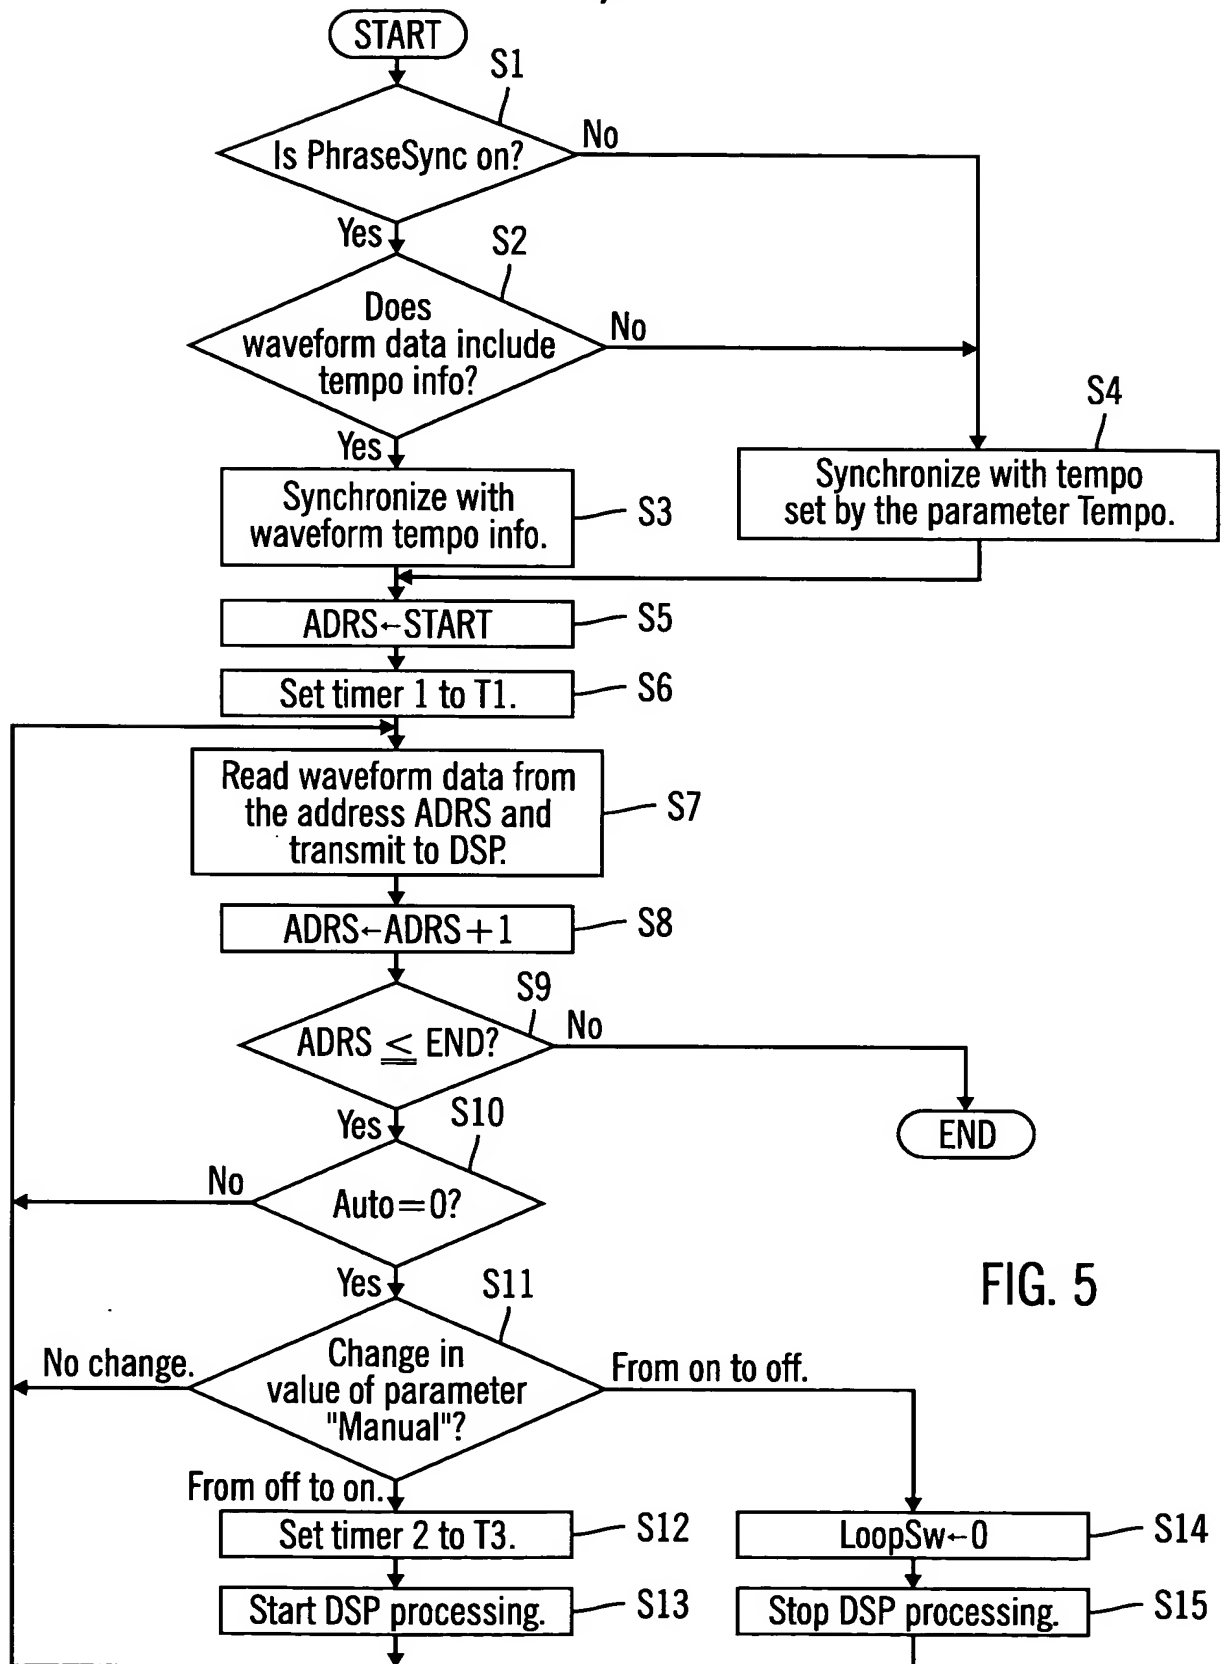 START
S1
Is PhraseSync on?
No
Yes
S2
Does
waveform data include
tempo info?
No
Yes
S4
Synchronize with tempo
set by the parameter Tempo.
Synchronize with
waveform tempo info.
S3
ADRS←START
S5
Set timer 1 to T1.
S6
Read waveform data from
the address ADRS and
transmit to DSP.
S7
ADRS←ADRS+1
S8
S9
ADRS ≤ END?
No
END
Yes
S10
Auto=0?
No
Yes
S11
FIG. 5
Change in
value of parameter
"Manual"?
No change.
From on to off.
From off to on.
Set timer 2 to T3.
S12
LoopSw←0
S14
Start DSP processing.
S13
Stop DSP processing.
S15